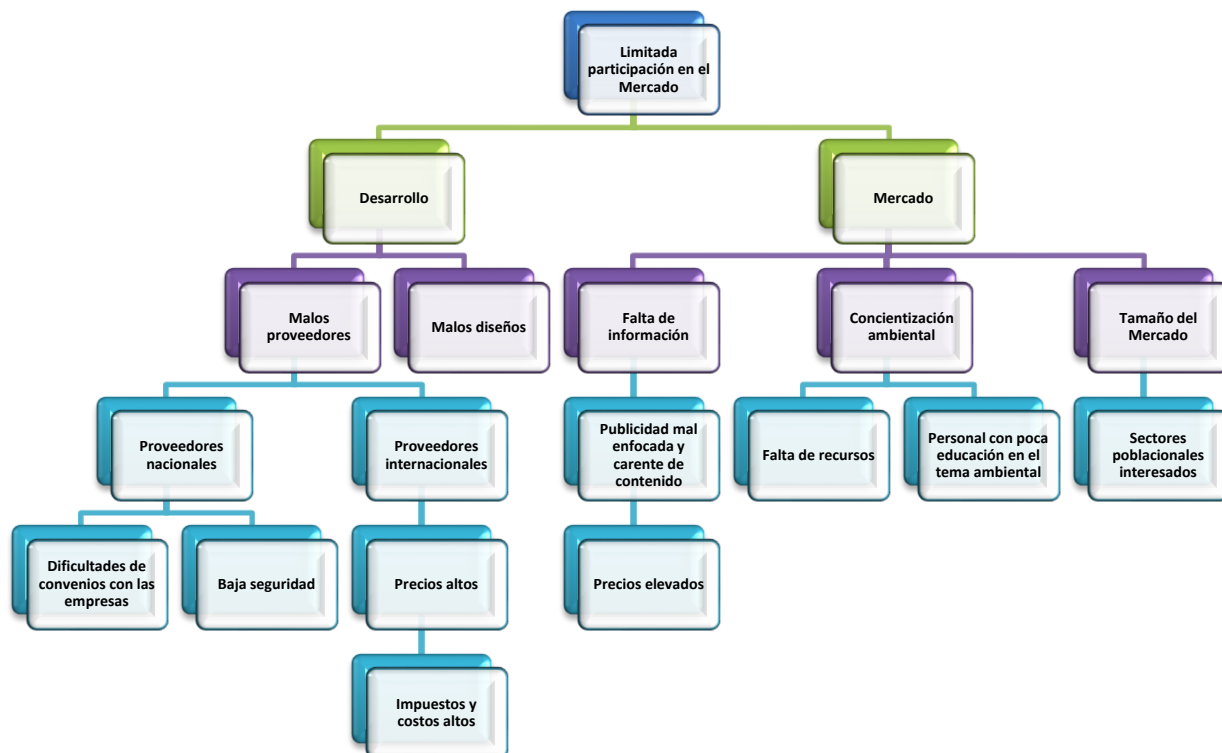 Limitada
participación en el
Mercado
Desarrollo
Mercado
Malos
proveedores
Malos diseños
Falta de
información
Concientización
ambiental
Tamaño del
Mercado
Proveedores
nacionales
Proveedores
internacionales
Publicidad mal
enfocada y
carente de
contenido
Falta de recursos
Personal con poca
educación en el
tema ambiental
Sectores
poblacionales
interesados
Dificultades de
convenios con las
empresas
Baja seguridad
Precios altos
Precios elevados
Impuestos y
costos altos